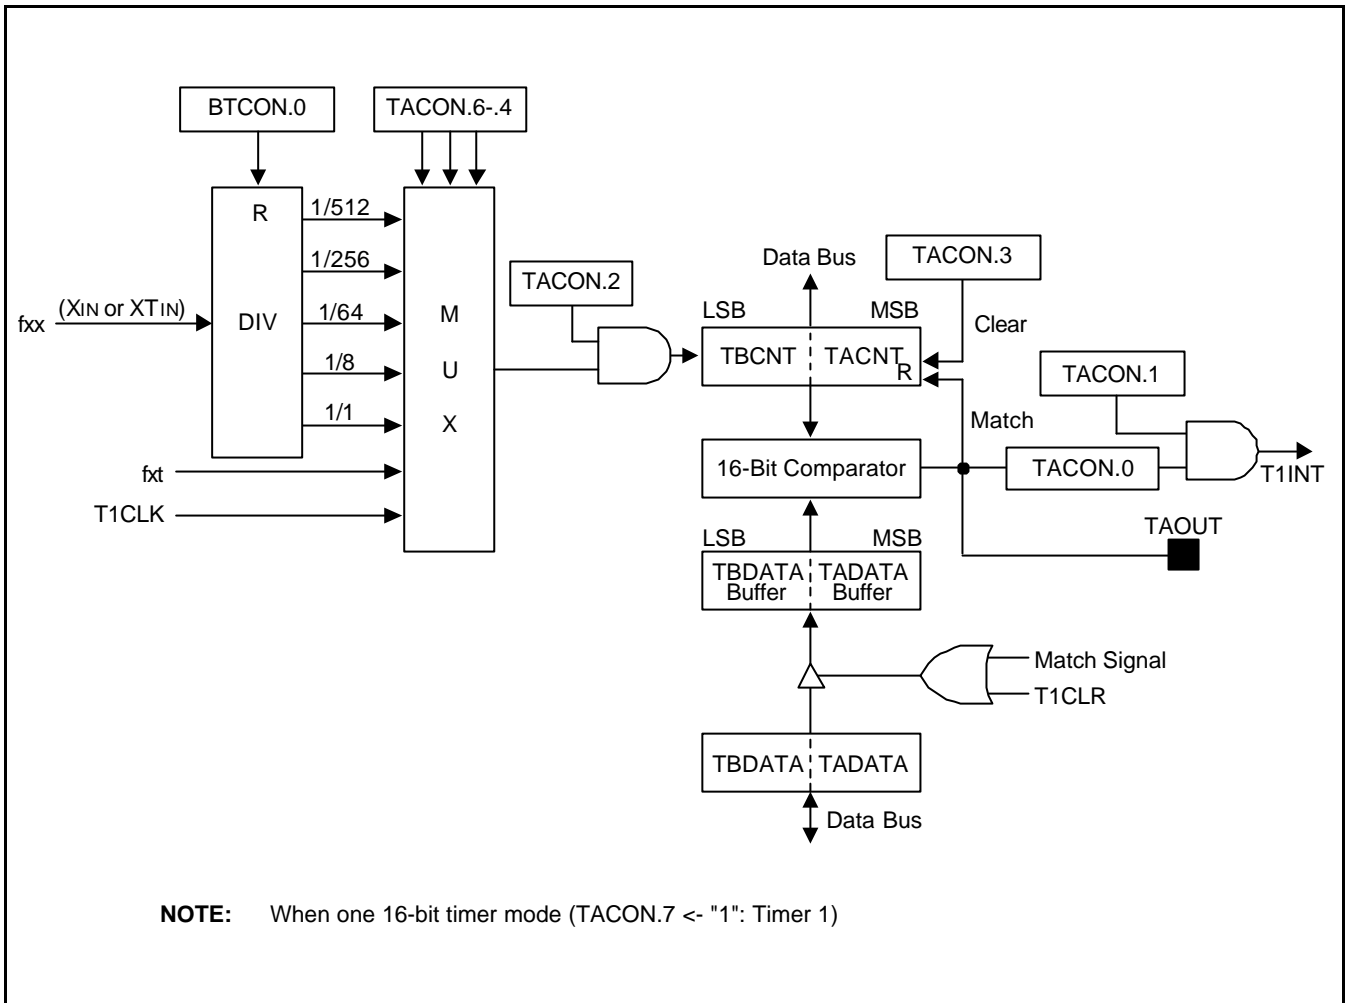 BTCON.0
TACON.6-.4
R
1/512
1/256
1/64
1/8
1/1
fxx
(XIN or XTIN)
DIV
M
U
X
fxt
T1CLK
TACON.2
Data Bus
TACON.3
LSB
MSB
Clear
TBCNT
TACNT
R
TACON.1
Match
16-Bit Comparator
TACON.0
T1INT
TAOUT
LSB
MSB
TBDATA
Buffer
TADATA
Buffer
Match Signal
T1CLR
TBDATA
TADATA
Data Bus
NOTE: When one 16-bit timer mode (TACON.7 <- "1": Timer 1)